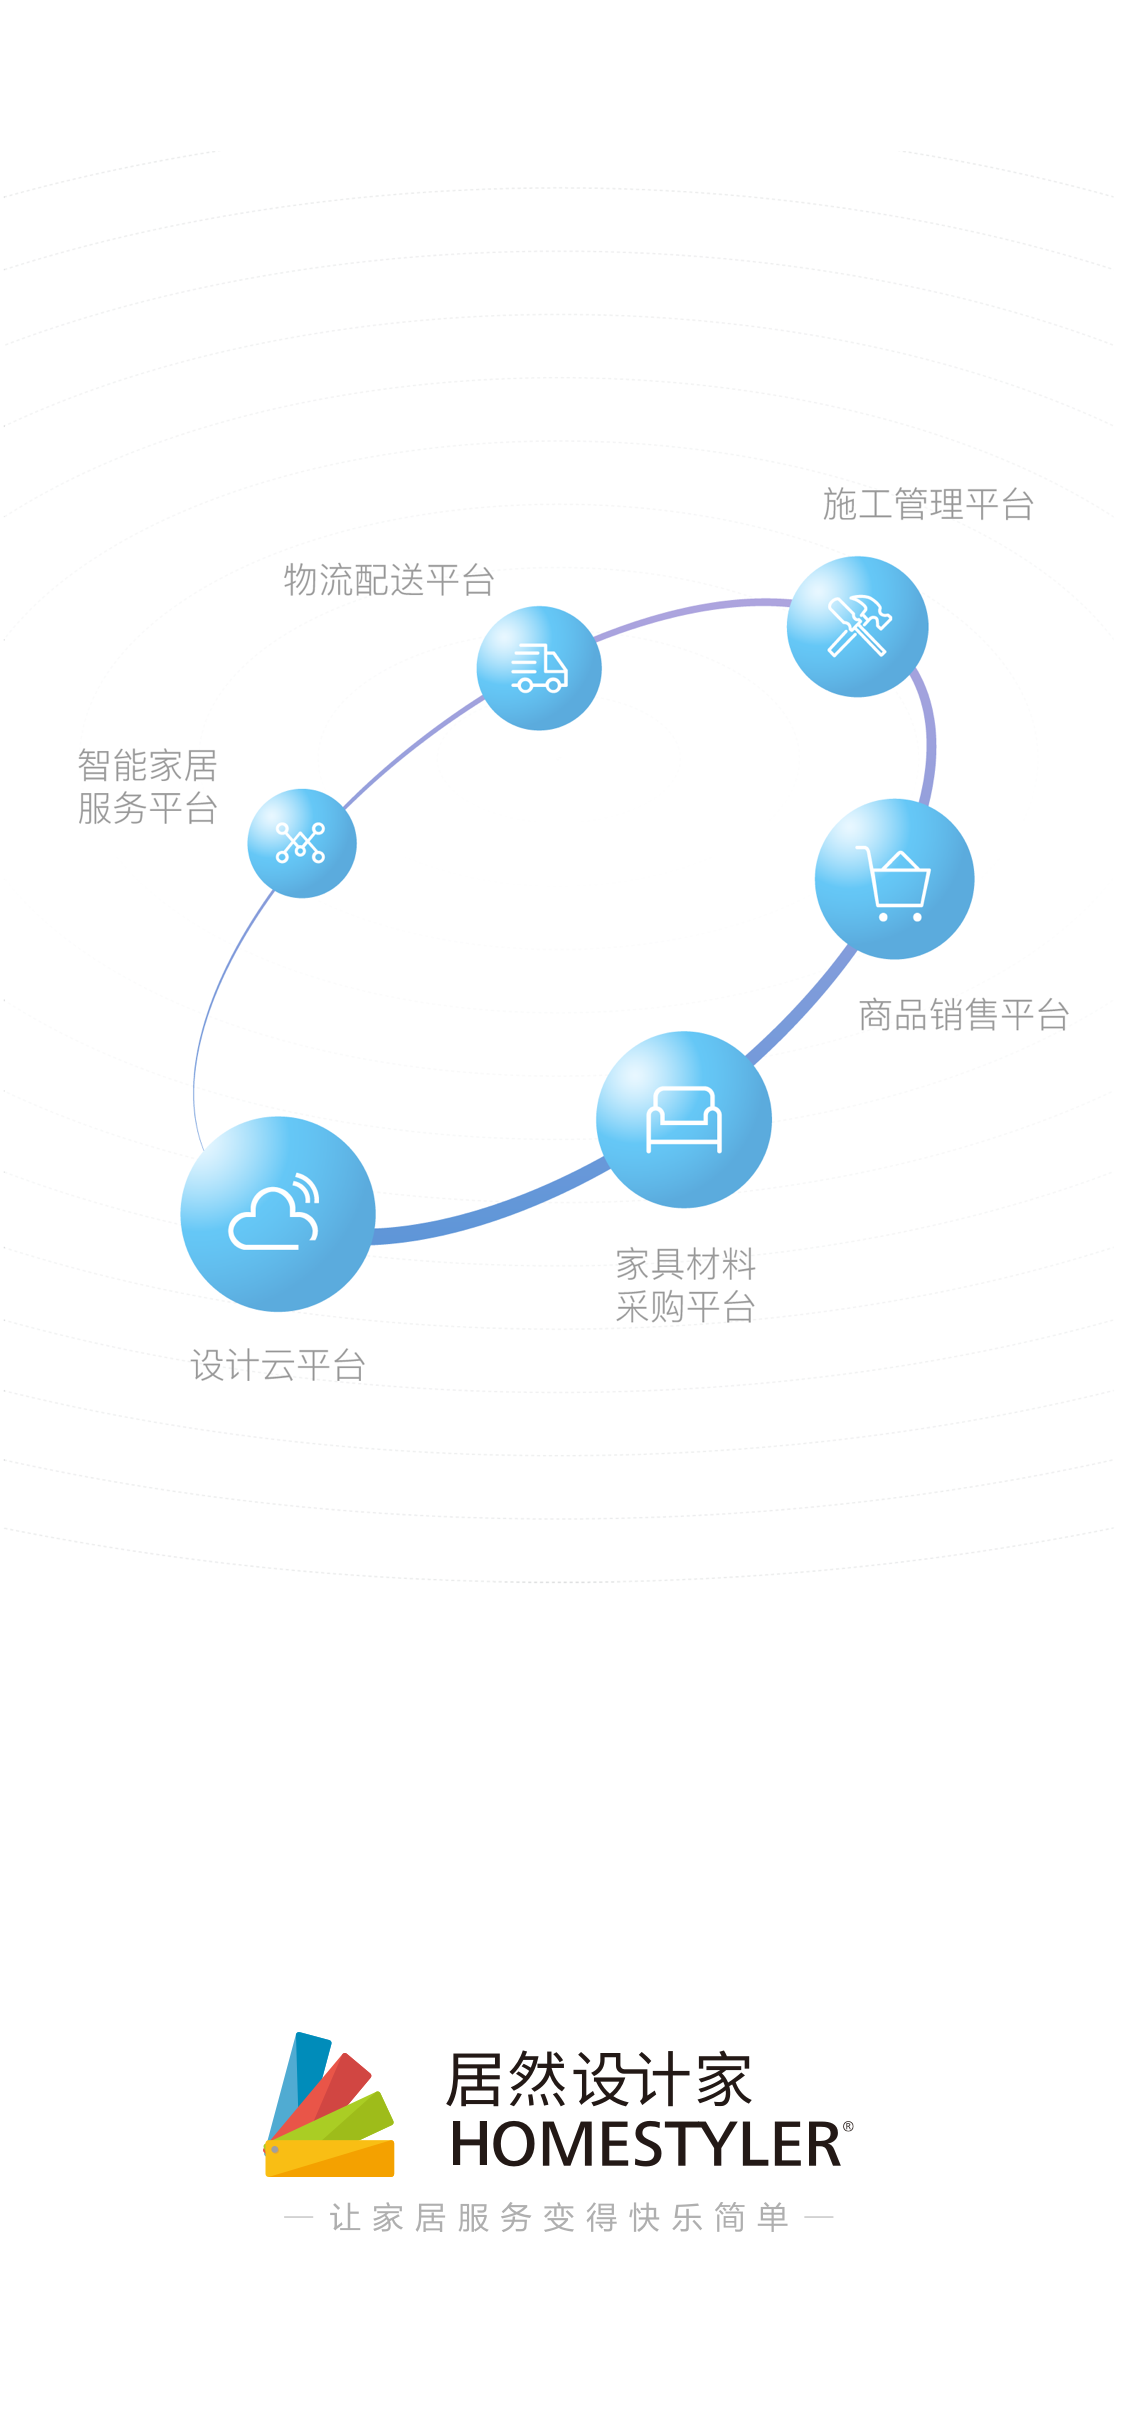 施工管理平台
物流配送平台
智能家居
服务平台
商品销售平台
家具材料
采购平台
设计云平台
居然设计家
HOMESTYLER®
— 让家居服务变得快乐简单 —